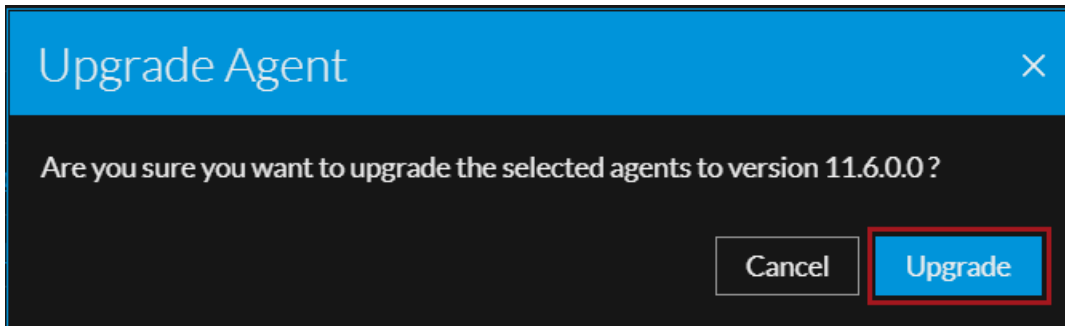 Upgrade Agent
Are you sure you want to upgrade the selected agents to version 11.6.0.0 ?
Cancel
Upgrade